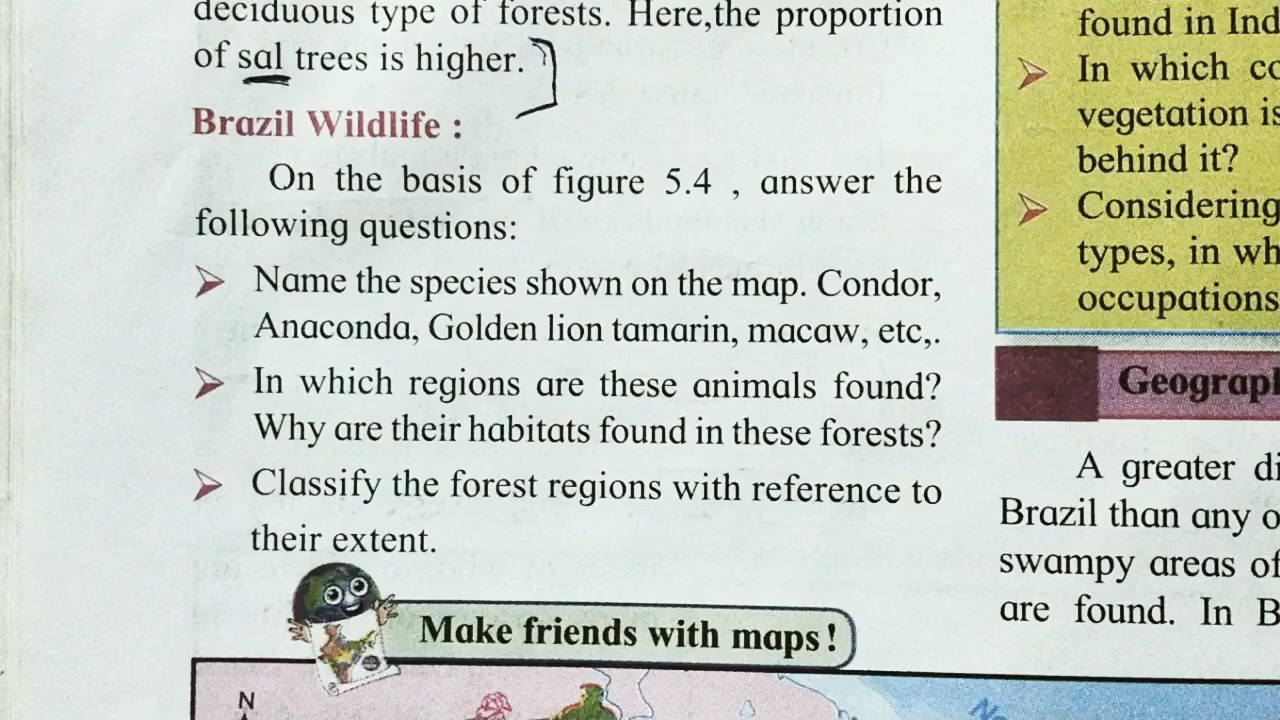 deciduous type of forests. Here,the proportion
of sal trees is higher.
Brazil Wildlife :
On the basis of figure 5.4 , answer the
following questions:
Name the species shown on the map. Condor,
Anaconda, Golden lion tamarin, macaw, etc,.
In which regions are these animals found?
Why are their habitats found in these forests?
Classify the forest regions with reference to
their extent.
Make friends with maps!
N
found in Ind
In which co
vegetation is
behind it?
Considering
types, in wh
occupations
Geograph
A greater di
Brazil than any o
swampy areas of
are found. In B